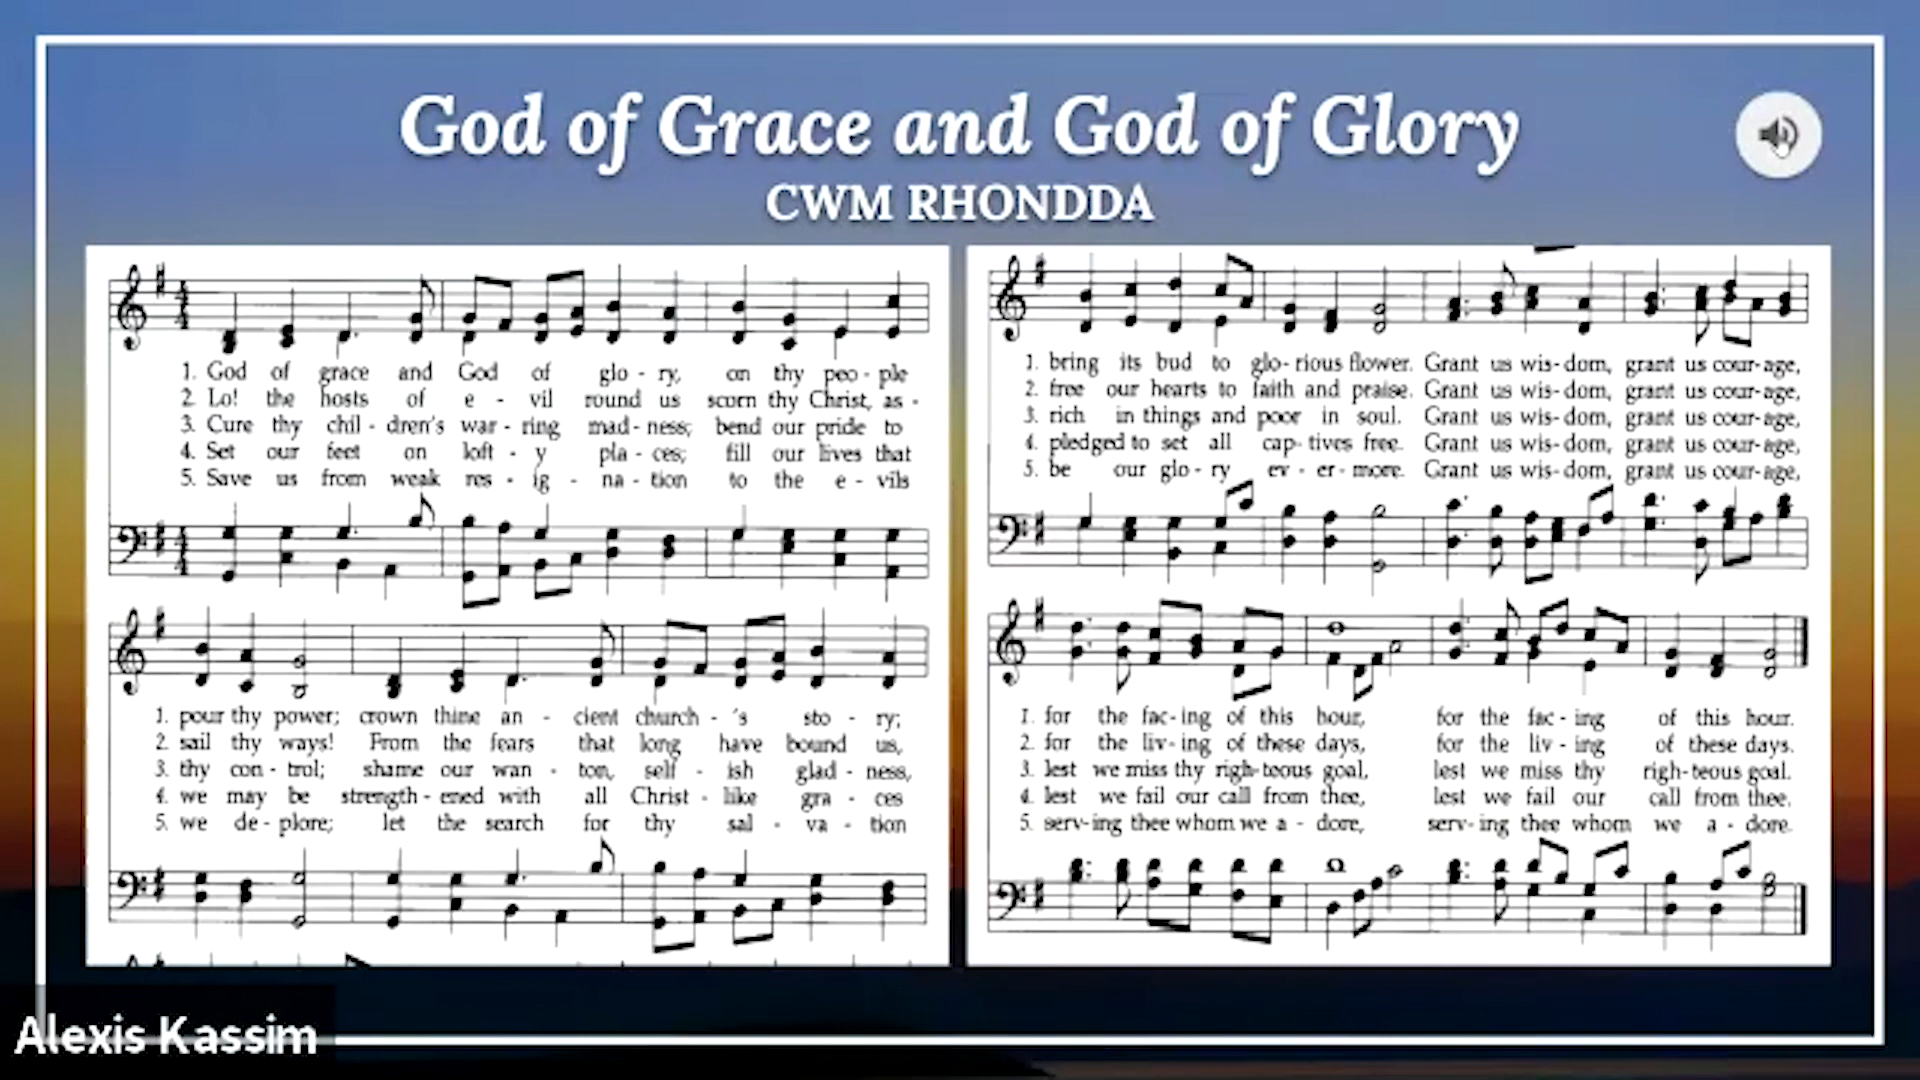 God of Grace and God of Glory
CWM RHONDDA
4 4
1. God of grace and God of glo - ry, on thy peo - ple
2. Lo! the hosts of e - vil round us scorn thy Christ, as -
3. Cure thy chil - dren's war - ring mad - ness; bend our pride to
4. Set our feet on loft - y pla - ces; fill our lives that
5. Save us from weak res - ig - na - tion to the e - vils
4 4
1. pour thy power; crown thine an - cient church - 's sto - ry;
2. sail thy ways! From the fears that long have bound us,
3. thy con - trol; shame our wan - ton, self - ish glad - ness,
4. we may be strength - ened with all Christ - like gra - ces
5. we de - plore; let the search for thy sal - va - tion
1. bring its bud to glo - rious flower. Grant us wis - dom, grant us cour - age,
2. free our hearts to faith and praise. Grant us wis - dom, grant us cour - age,
3. rich in things and poor in soul. Grant us wis - dom, grant us cour - age,
4. pledged to set all cap - tives free. Grant us wis - dom, grant us cour - age,
5. be our glo - ry ev - er - more. Grant us wis - dom, grant us cour - age,
1. for the fac - ing of this hour, for the fac - ing of this hour.
2. for the liv - ing of these days, for the liv - ing of these days.
3. lest we miss thy righ - teous goal, lest we miss thy righ - teous goal.
4. lest we fail our call from thee, lest we fail our call from thee.
5. serv - ing thee whom we a - dore, serv - ing thee whom we a - dore.
Alexis Kassim